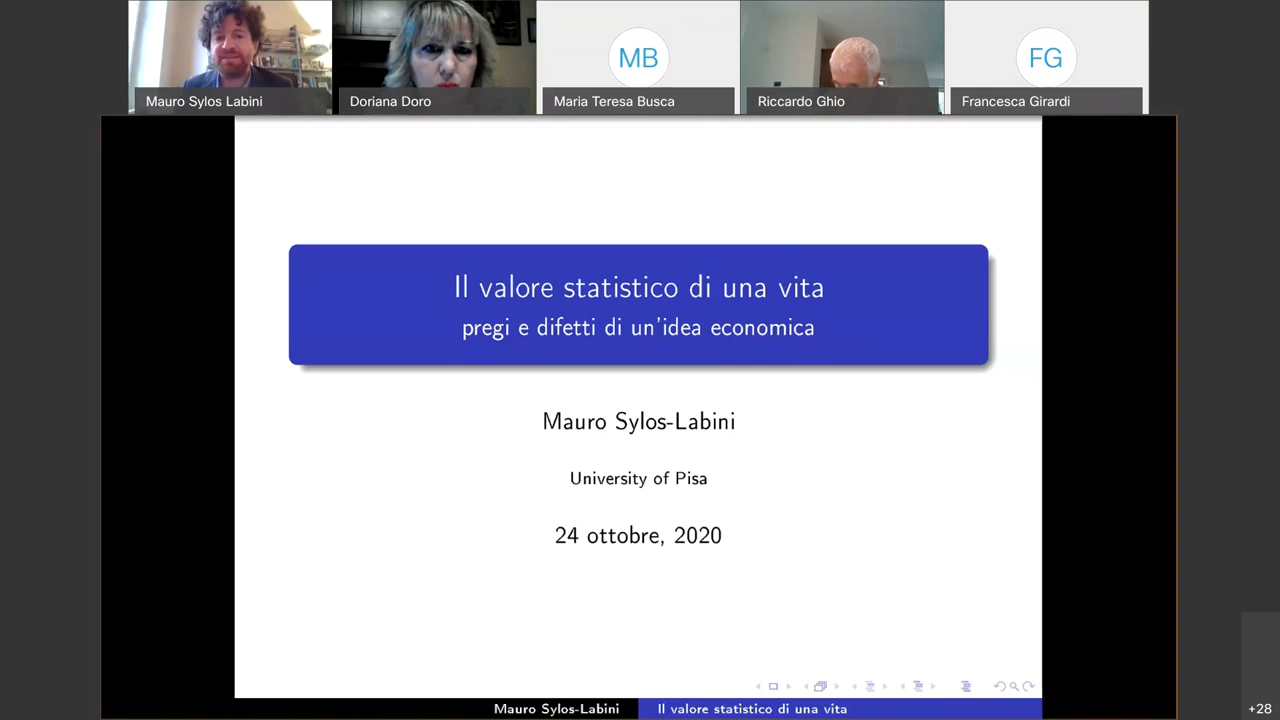 Mauro Sylos Labini
Doriana Doro
MB
Maria Teresa Busca
Riccardo Ghio
FG
Francesca Girardi
Il valore statistico di una vita
pregi e difetti di un'idea economica
Mauro Sylos-Labini
University of Pisa
24 ottobre, 2020
Mauro Sylos-Labini
Il valore statistico di una vita
+28